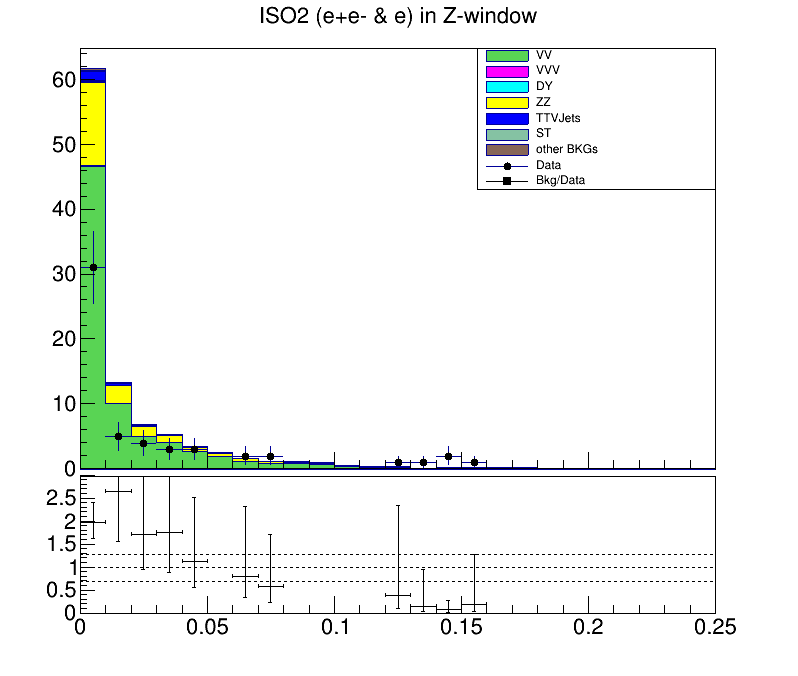 ISO2 (e+e- & e) in Z-window
VV
VVV
DY
ZZ
TTVJets
ST
other BKGs
Data
Bkg/Data
60
50
40
30
20
10
0
2.5
2
1.5
1
0.5
0
0 0.05 0.1 0.15 0.2 0.25